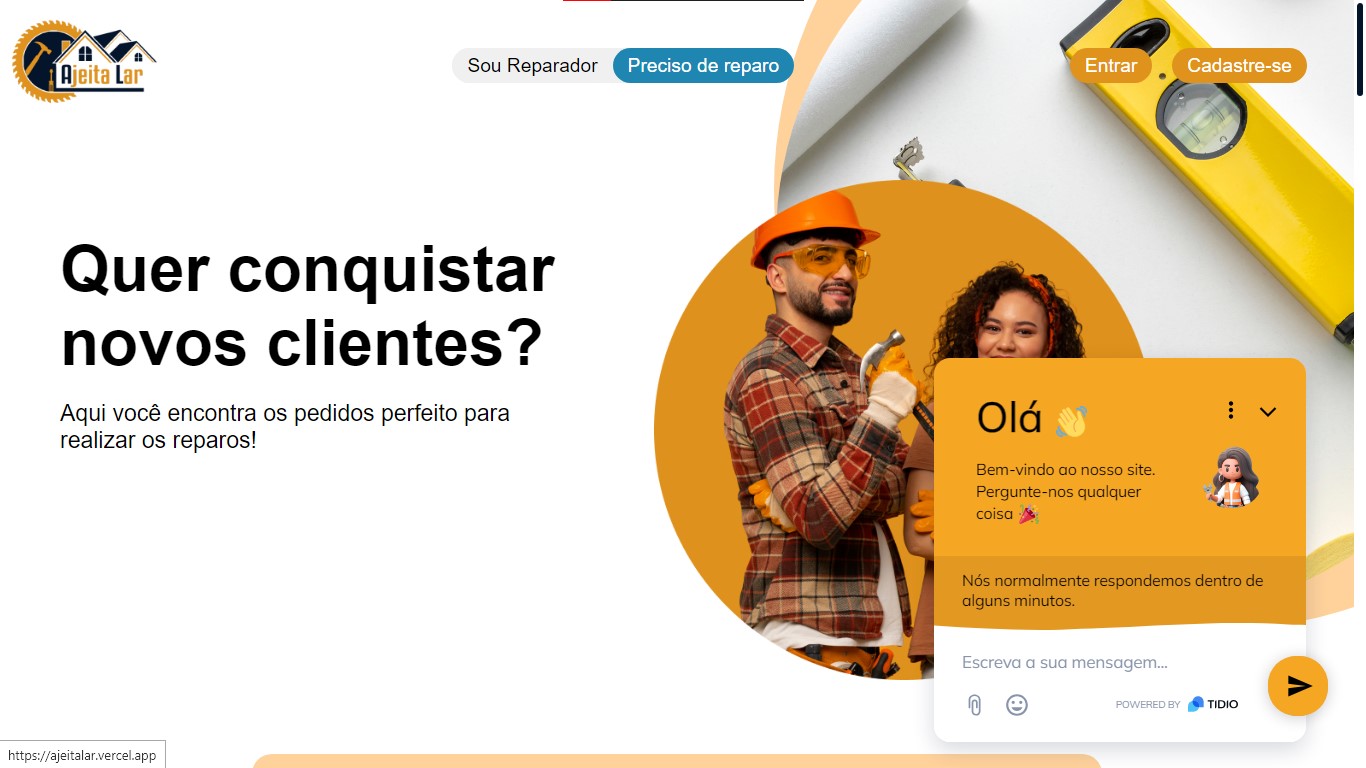 Ajeita Lar
Sou Reparador
Preciso de reparo
Entrar
Cadastre-se
Quer conquistar
novos clientes?
Aqui você encontra os pedidos perfeito para
realizar os reparos!
Olá 👋
Bem-vindo ao nosso site.
Pergunte-nos qualquer
coisa 🎉
Nós normalmente respondemos dentro de
alguns minutos.
Escreva a sua mensagem...
POWERED BY TIDIO
https://ajeitalar.vercel.app